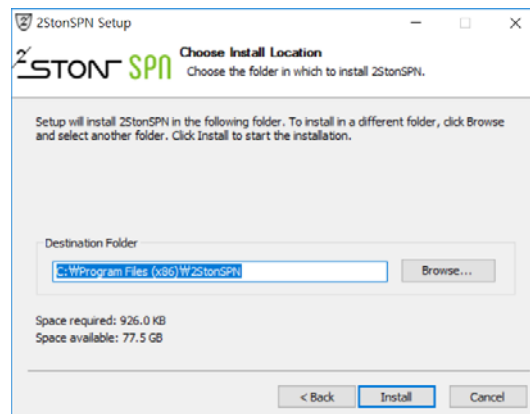 2StonSPN Setup
2STON SPN
Choose Install Location
Choose the folder in which to install 2StonSPN.
Setup will install 2StonSPN in the following folder. To install in a different folder, click Browse
and select another folder. Click Install to start the installation.
Destination Folder
C:₩Program Files (x86)₩2StonSPN
Browse...
Space required: 926.0 KB
Space available: 77.5 GB
< Back
Install
Cancel